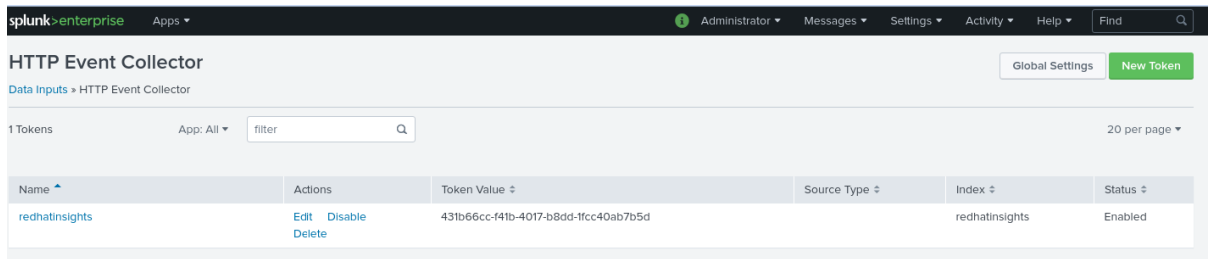 splunk>enterprise Apps ▾ i Administrator ▾ Messages ▾ Settings ▾ Activity ▾ Help ▾ Find
HTTP Event Collector
Global Settings New Token
Data Inputs » HTTP Event Collector
1 Tokens App: All ▾ filter 20 per page ▾
Name Actions Token Value Source Type Index Status
redhatinsights Edit Disable 431b66cc-f41b-4017-b8dd-1fcc40ab7b5d redhatinsights Enabled
Delete